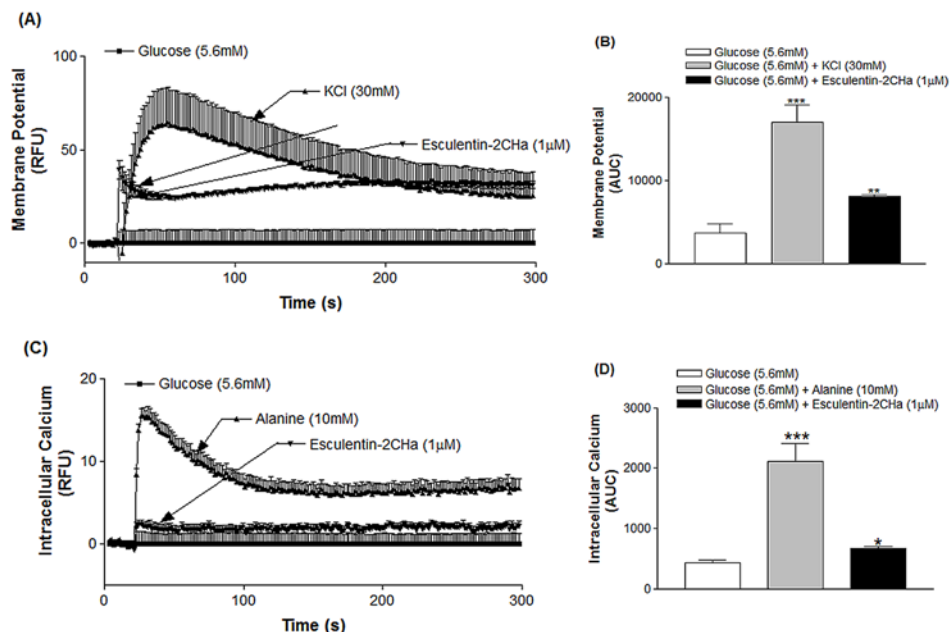 (A)
Glucose (5.6mM)
100
KCl (30mM)
50
Esculentin-2CHa (1µM)
0
Membrane Potential
(RFU)
0
100
200
300
Time (s)
(B)
Glucose (5.6mM)
Glucose (5.6mM) + KCl (30mM)
Glucose (5.6mM) + Esculentin-2CHa (1µM)
20000
***
10000
**
0
Membrane Potential
(AUC)
(C)
Glucose (5.6mM)
20
Alanine (10mM)
Esculentin-2CHa (1µM)
10
0
Intracellular Calcium
(RFU)
0
100
200
300
Time (s)
(D)
Glucose (5.6mM)
Glucose (5.6mM) + Alanine (10mM)
Glucose (5.6mM) + Esculentin-2CHa (1µM)
3000
***
2000
1000
*
0
Intracellular Calcium
(AUC)